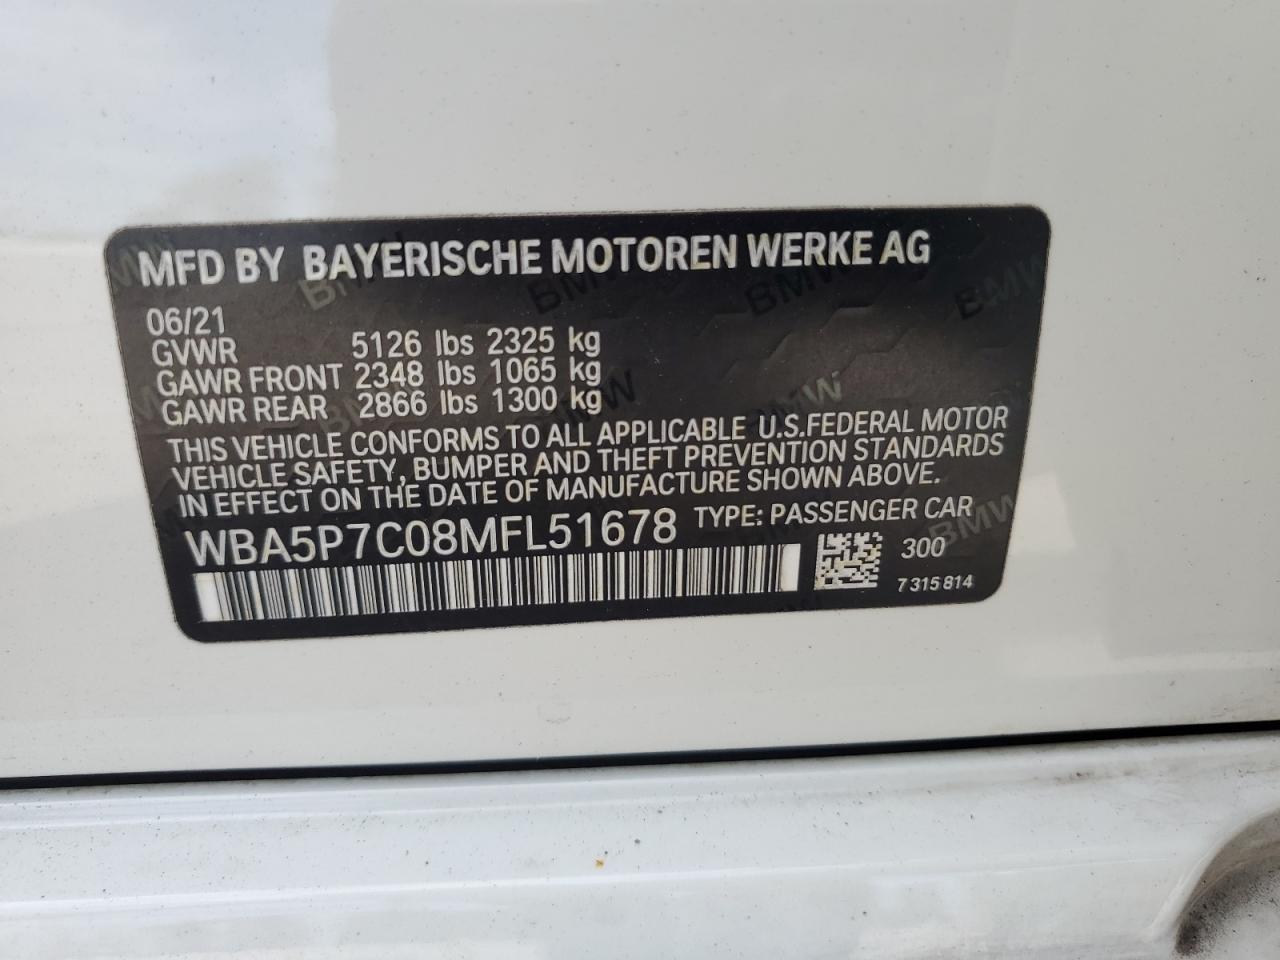 MFD BY BAYERISCHE MOTOREN WERKE AG
06/21
GVWR 5126 lbs 2325 kg
GAWR FRONT 2348 lbs 1065 kg
GAWR REAR 2866 lbs 1300 kg
THIS VEHICLE CONFORMS TO ALL APPLICABLE U.S.FEDERAL MOTOR
VEHICLE SAFETY, BUMPER AND THEFT PREVENTION STANDARDS
IN EFFECT ON THE DATE OF MANUFACTURE SHOWN ABOVE.
WBA5P7C08MFL51678 TYPE: PASSENGER CAR
300
7 315 814